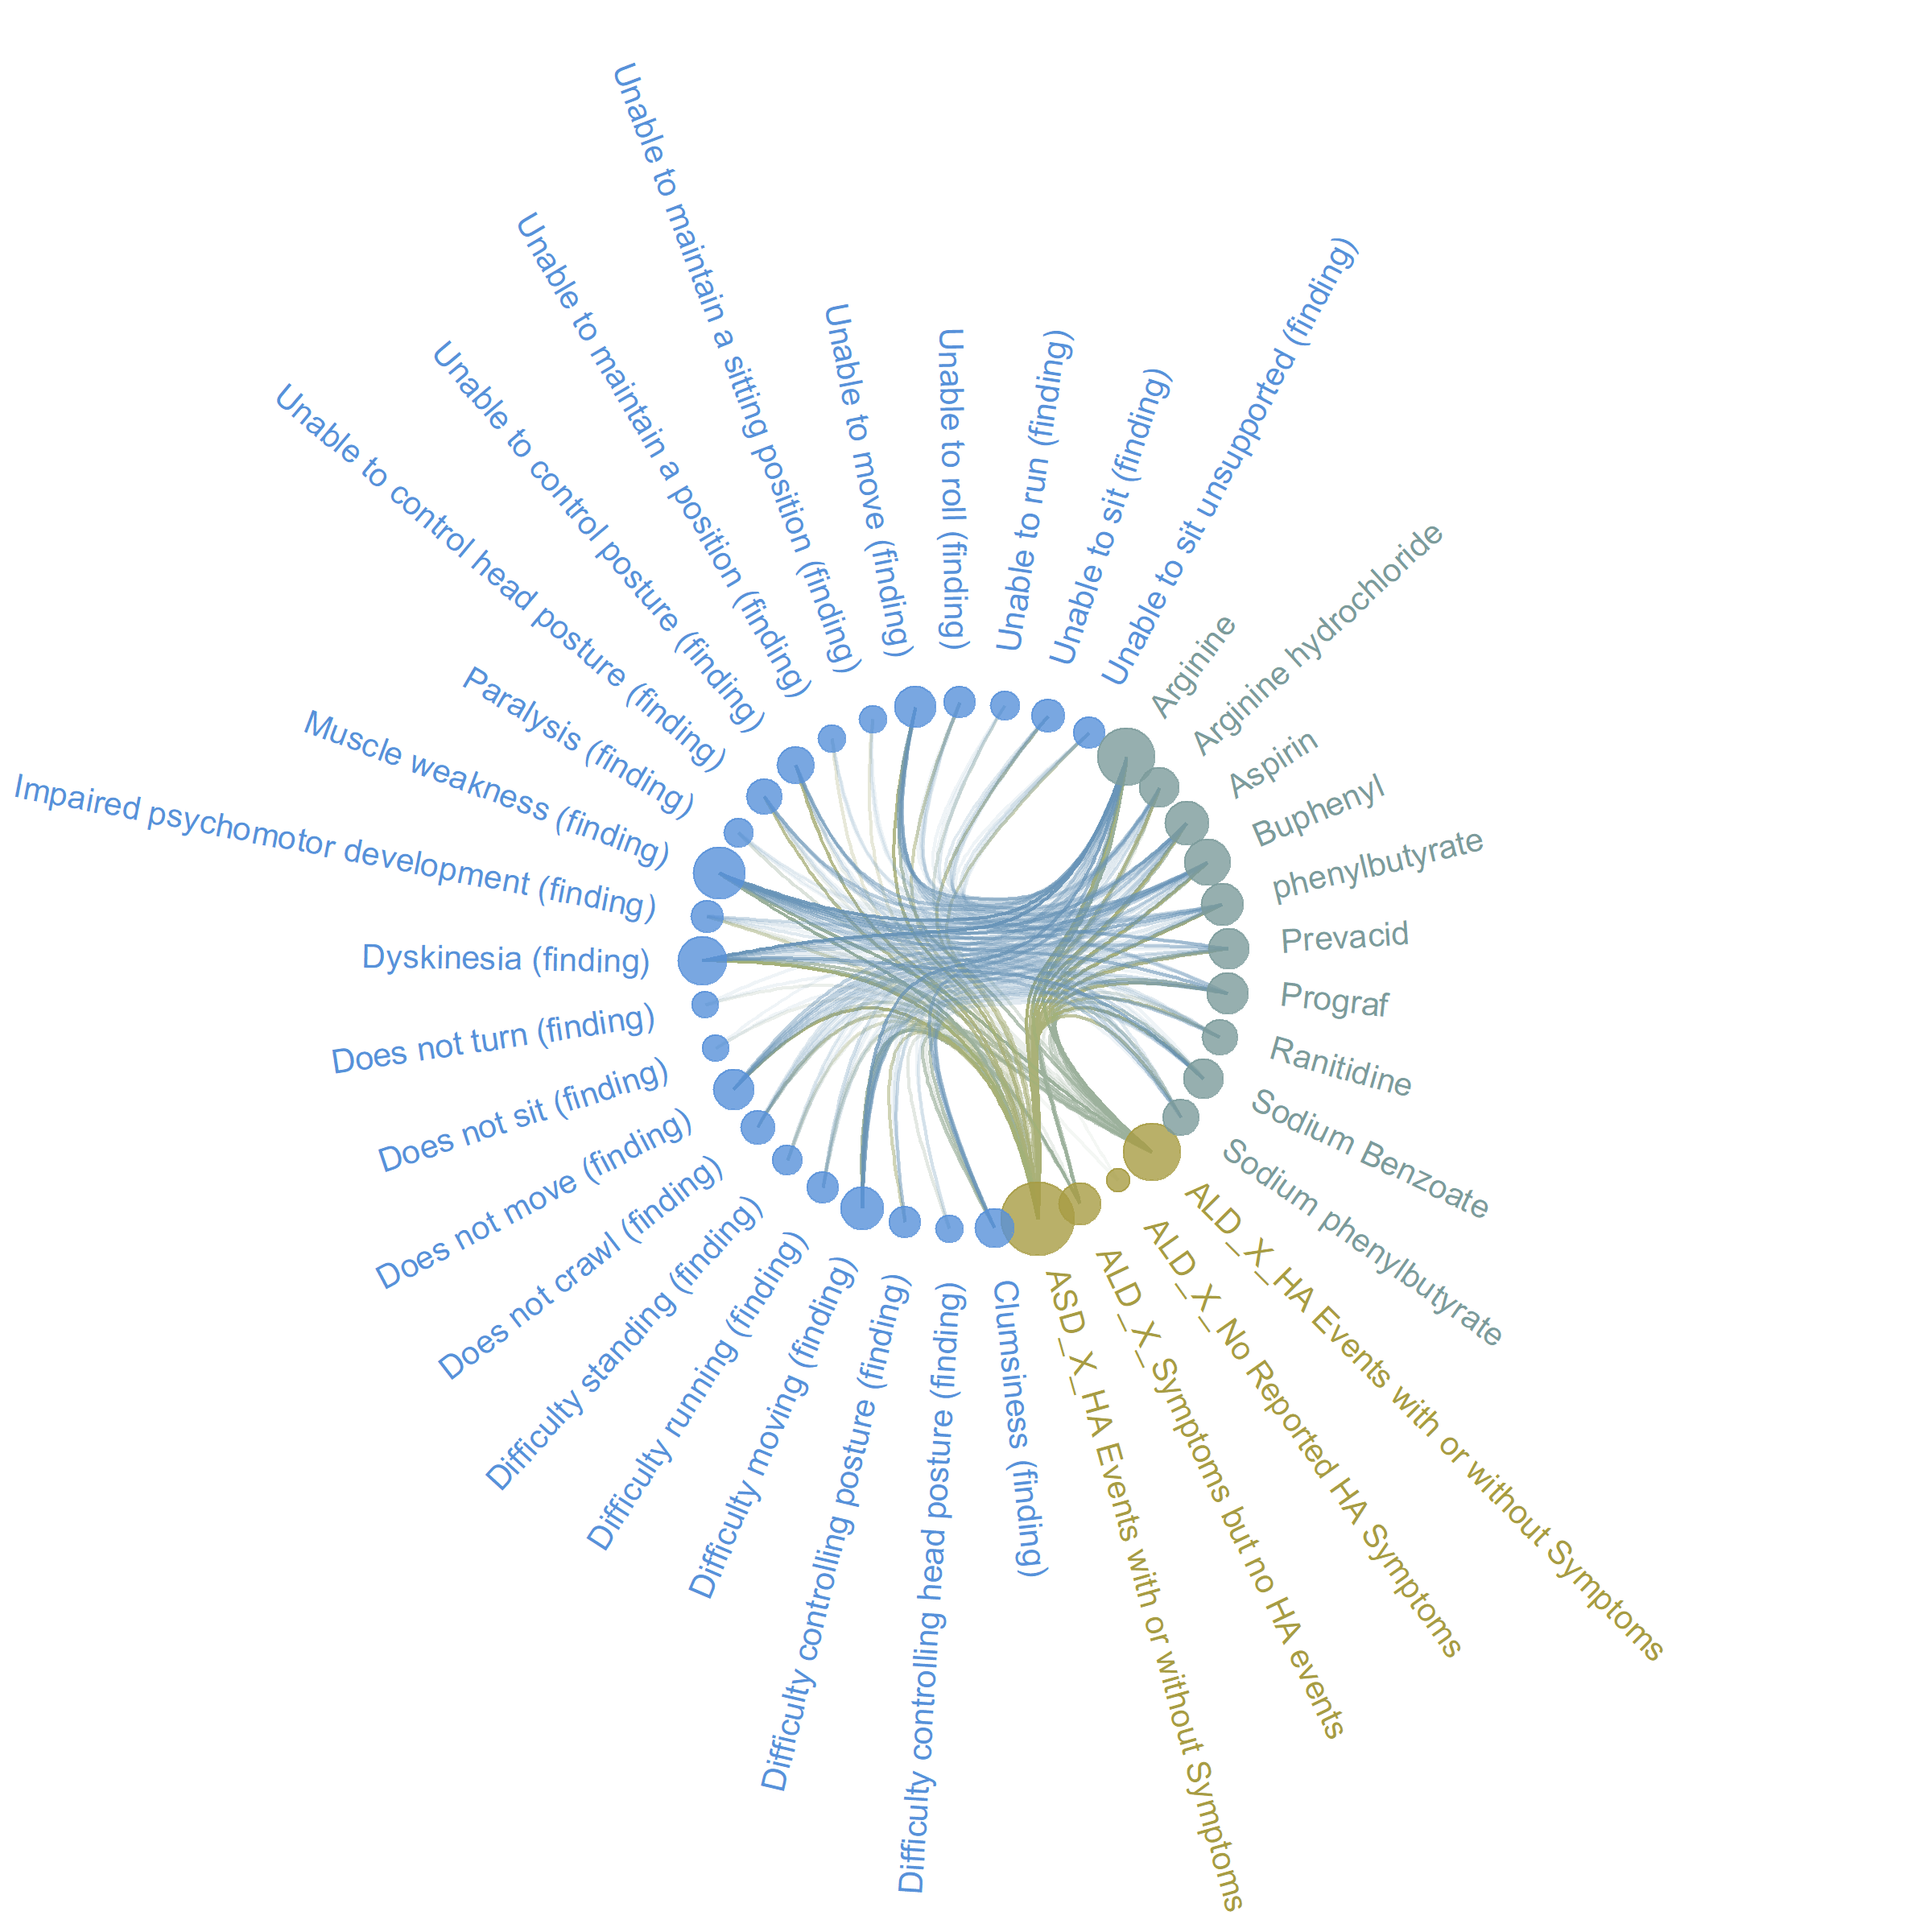 Unable to maintain a sitting position (finding)
Unable to move (finding)
Unable to roll (finding)
Unable to run (finding)
Unable to sit (finding)
Unable to sit unsupported (finding)
Arginine
Arginine hydrochloride
Aspirin
Buphenyl
phenylbutyrate
Prevacid
Prograf
Ranitidine
Sodium Benzoate
Sodium phenylbutyrate
ALD_X_HA Events with or without Symptoms
ALD_X_ No Reported HA Symptoms
ALD_X_ Symptoms but no HA events
ASD_X_HA Events with or without Symptoms
Clumsiness (finding)
Difficulty controlling head posture (finding)
Difficulty controlling posture (finding)
Difficulty moving (finding)
Difficulty running (finding)
Difficulty standing (finding)
Does not crawl (finding)
Does not move (finding)
Does not sit (finding)
Does not turn (finding)
Dyskinesia (finding)
Impaired psychomotor development (finding)
Muscle weakness (finding)
Paralysis (finding)
Unable to control head posture (finding)
Unable to control posture (finding)
Unable to maintain a position (finding)